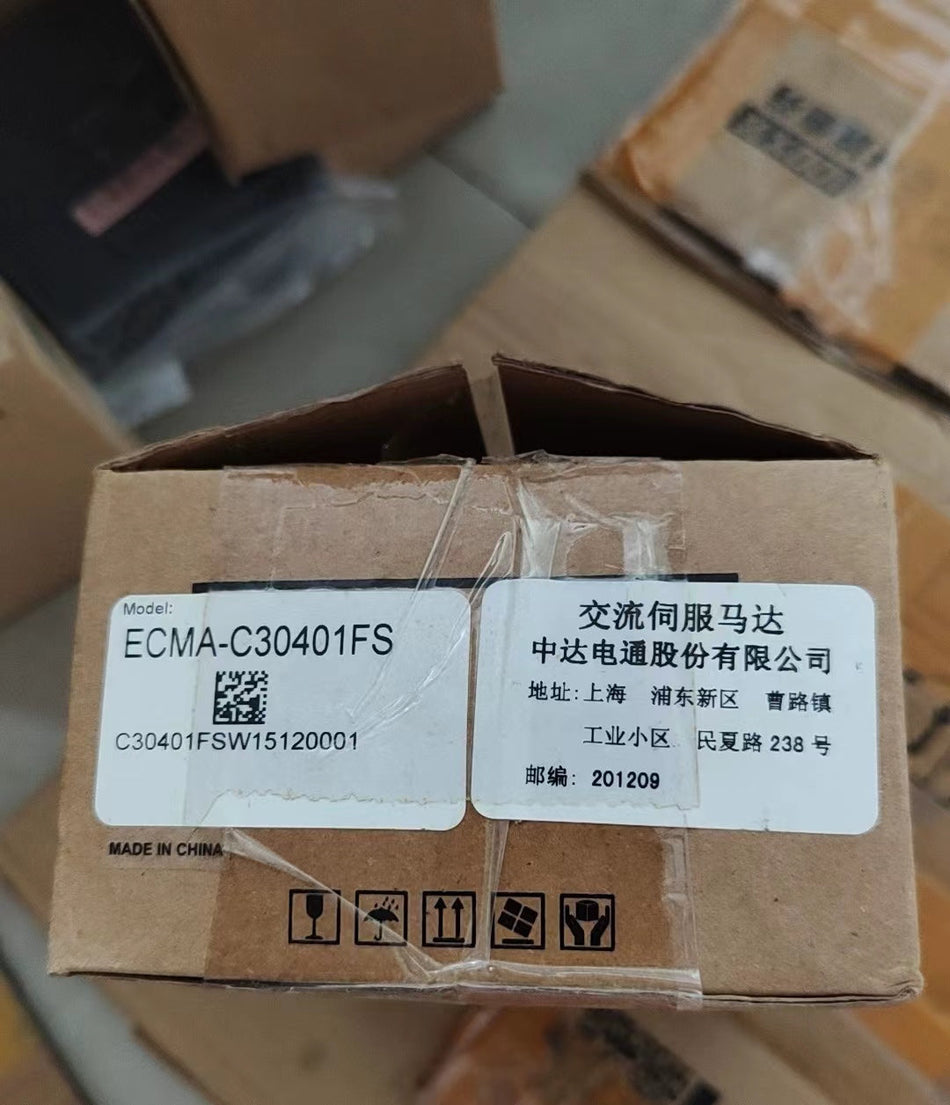 Model:
ECMA-C30401FS
C30401FSW15120001
交流伺服马达
中达电通股份有限公司
地址:上海 浦东新区 曹路镇
工业小区 民夏路 238 号
邮编: 201209
MADE IN CHINA